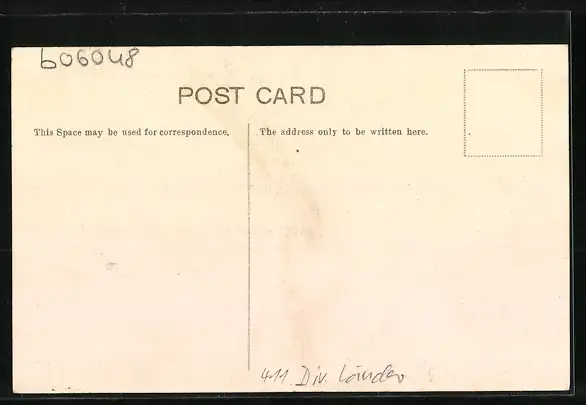 606048
POST CARD
This Space may be used for correspondence.
The address only to be written here.
411 Div. Länder